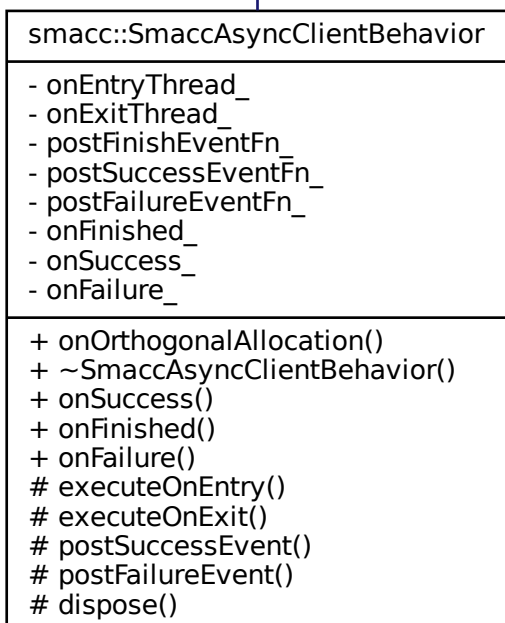 smacc::SmaccAsyncClientBehavior
- onEntryThread_
- onExitThread_
- postFinishEventFn_
- postSuccessEventFn_
- postFailureEventFn_
- onFinished_
- onSuccess_
- onFailure_
+ onOrthogonalAllocation()
+ ~SmaccAsyncClientBehavior()
+ onSuccess()
+ onFinished()
+ onFailure()
# executeOnEntry()
# executeOnExit()
# postSuccessEvent()
# postFailureEvent()
# dispose()